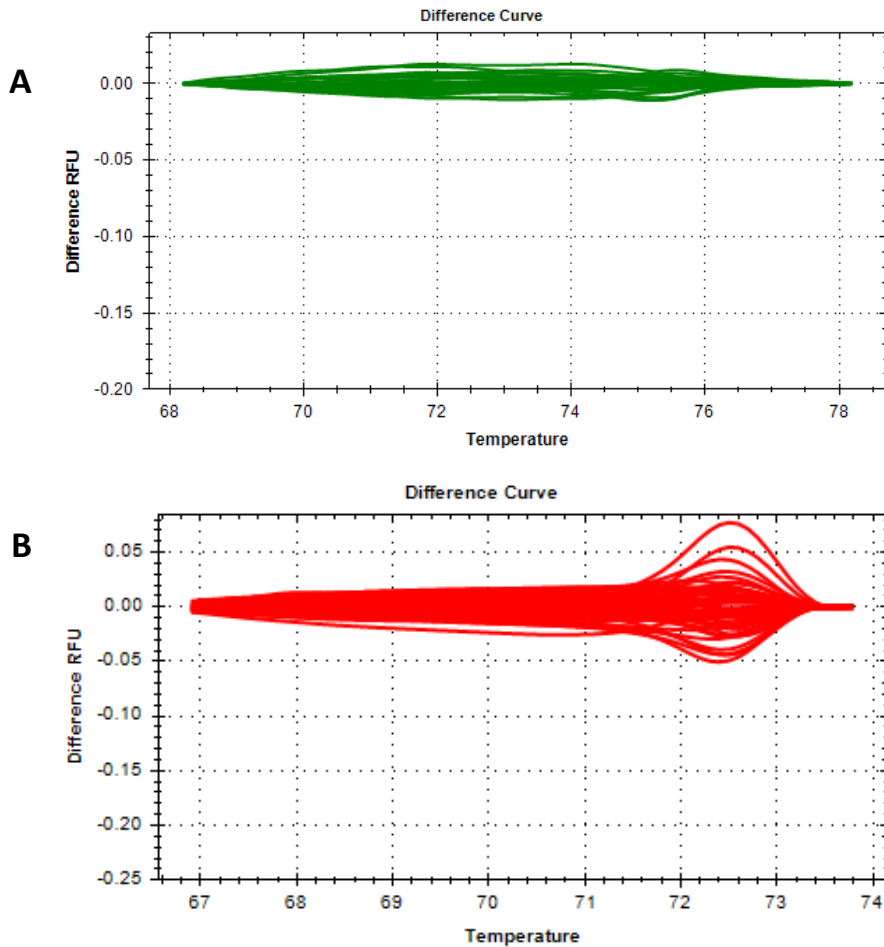 Difference Curve
A
0.00
-0.05
-0.10
-0.15
-0.20
Difference RFU
68 70 72 74 76 78
Temperature
Difference Curve
B
0.05
0.00
-0.05
-0.10
-0.15
-0.20
-0.25
Difference RFU
67 68 69 70 71 72 73 74
Temperature